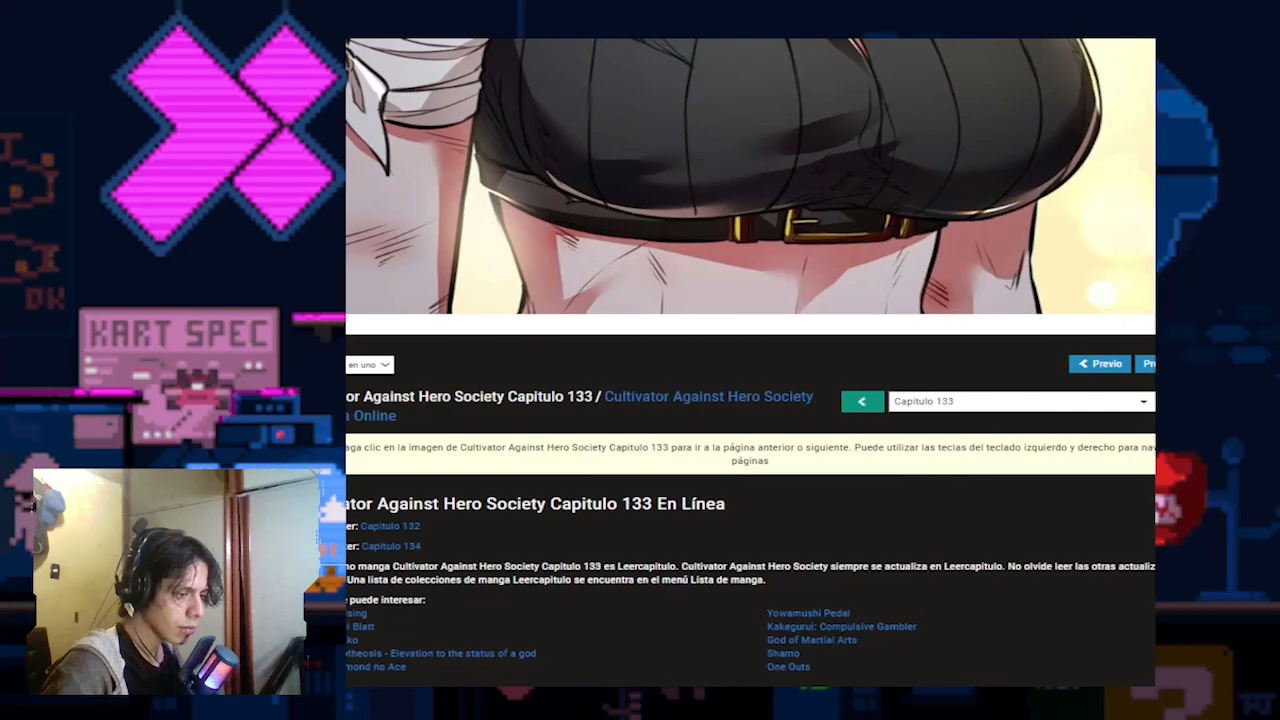 KART SPEC
DK
en uno
Previo
or Against Hero Society Capitulo 133 / Cultivator Against Hero Society
Online
Capitulo 133
aga clic en la imagen de Cultivator Against Hero Society Capitulo 133 para ir a la página anterior o siguiente. Puede utilizar las teclas del teclado izquierdo y derecho para nav
páginas
ator Against Hero Society Capitulo 133 En Línea
er: Capitulo 132
er: Capitulo 134
no manga Cultivator Against Hero Society Capitulo 133 es Leercapitulo. Cultivator Against Hero Society siempre se actualiza en Leercapitulo. No olvide leer las otras actualiz
Una lista de colecciones de manga Leercapitulo se encuentra en el menú Lista de manga.
puede interesar:
sing
Yowamushi Pedal
l Blatt
Kakegurui: Compulsive Gambler
ko
God of Martial Arts
theosis - Elevation to the status of a god
Shamo
mond no Ace
One Outs